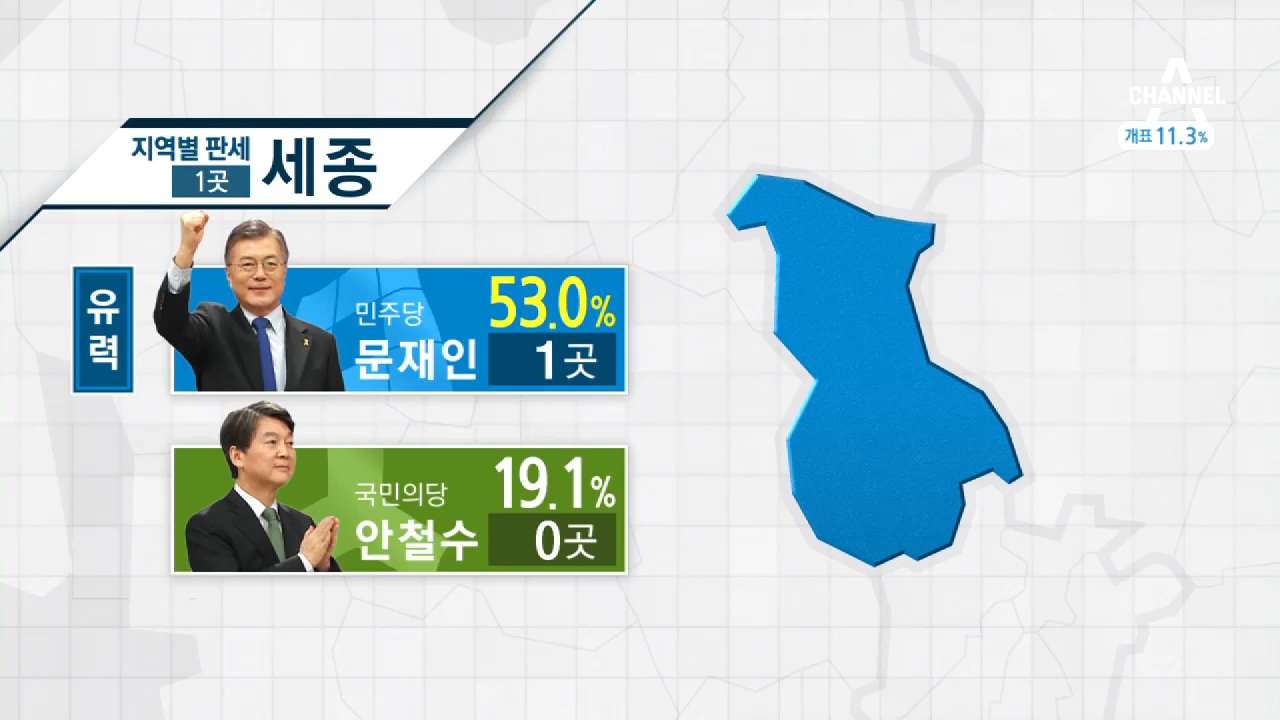 CHANNEL A
개표 11.3%
지역별 판세
1곳
세종
유력
민주당 53.0%
문재인 1곳
국민의당 19.1%
안철수 0곳